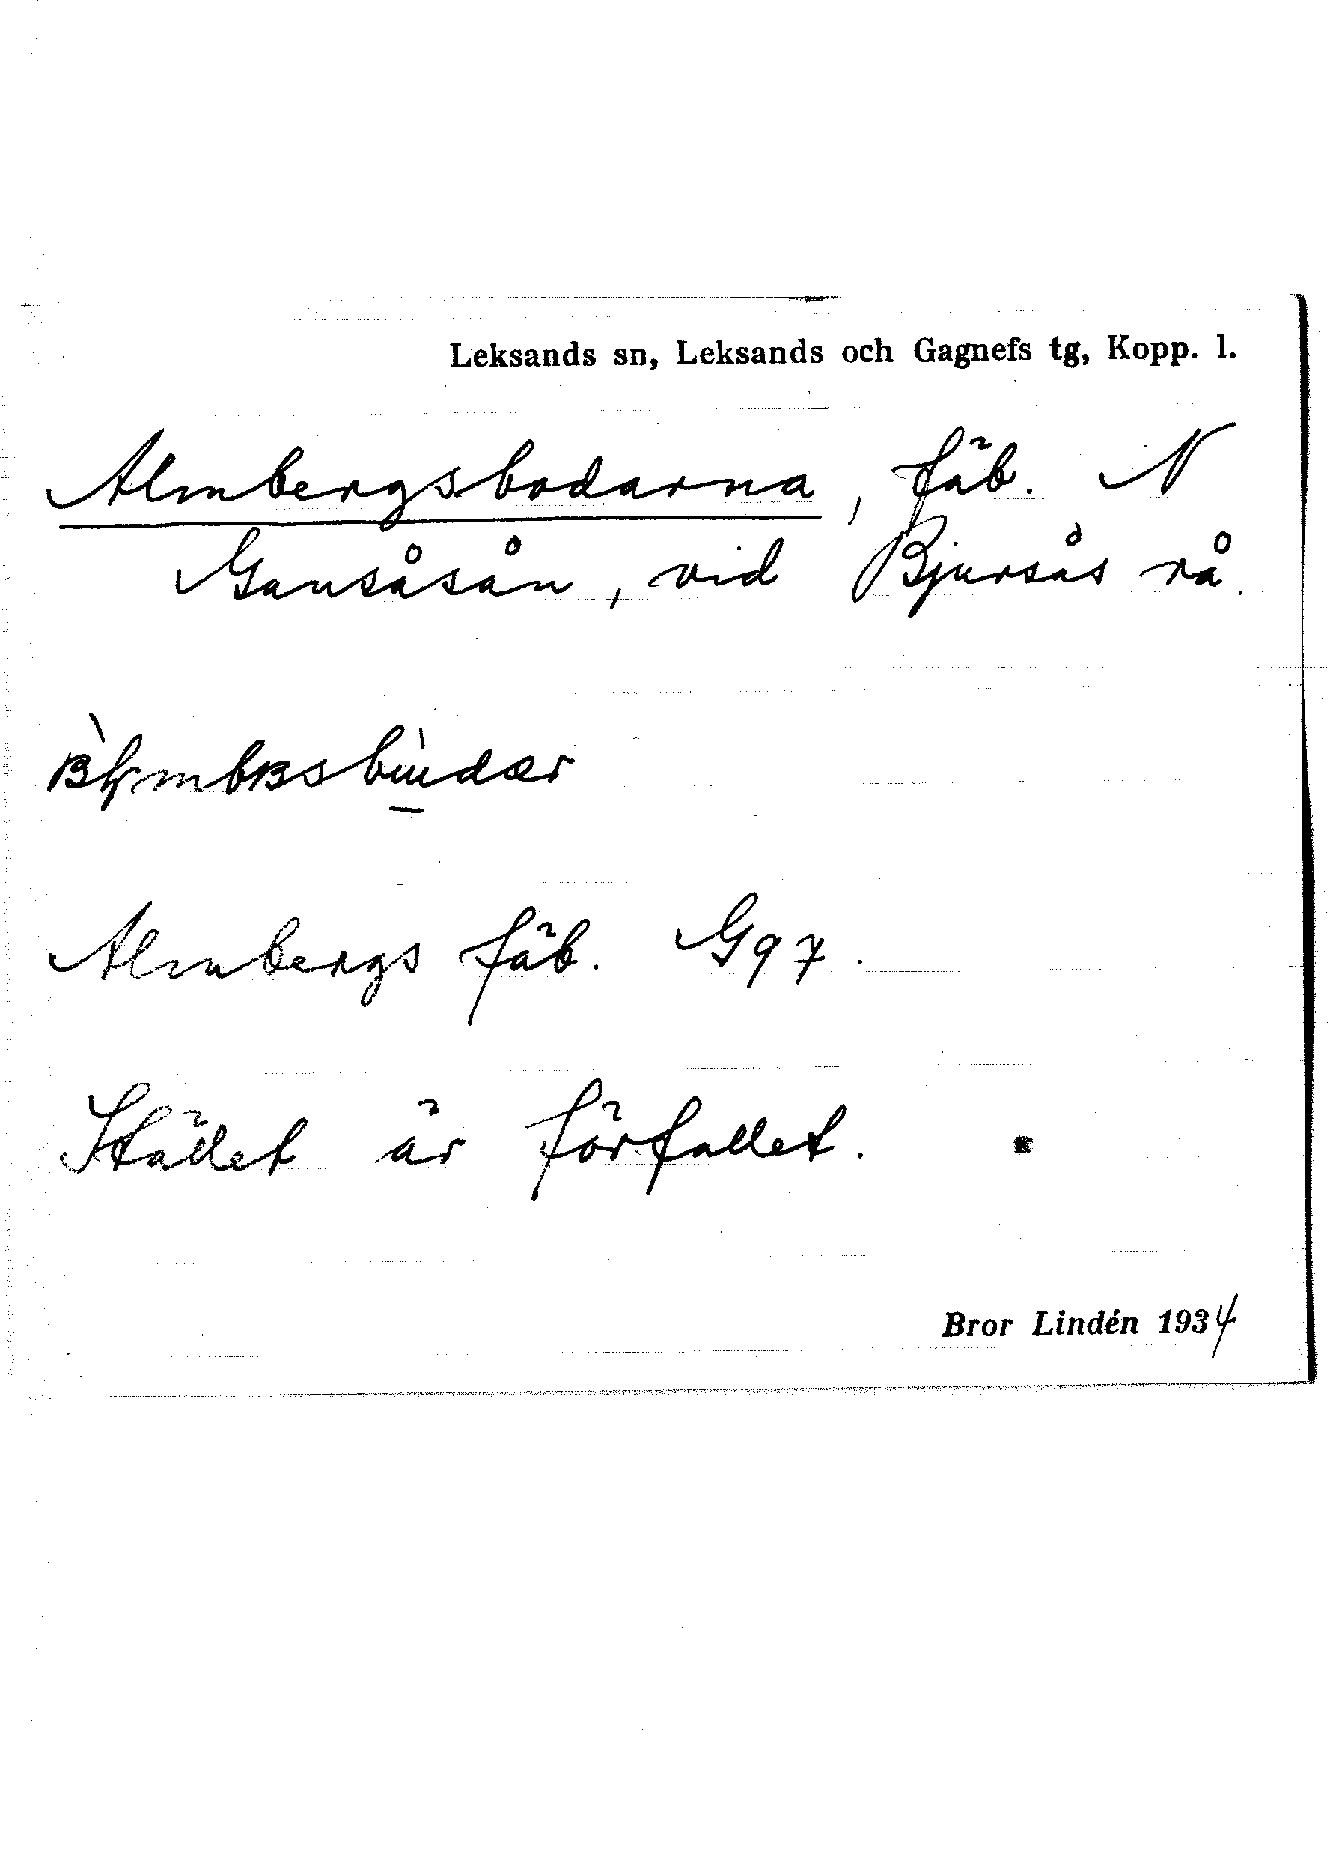 Leksands sn, Leksands och Gagnefs tg, Kopp. l.
Almbergsbodarna, fäb. N
Gansåsån, vid Bjursås rå.
Almbergs fäb. G97.
Stället är förfallet.
Bror Lindén 1934